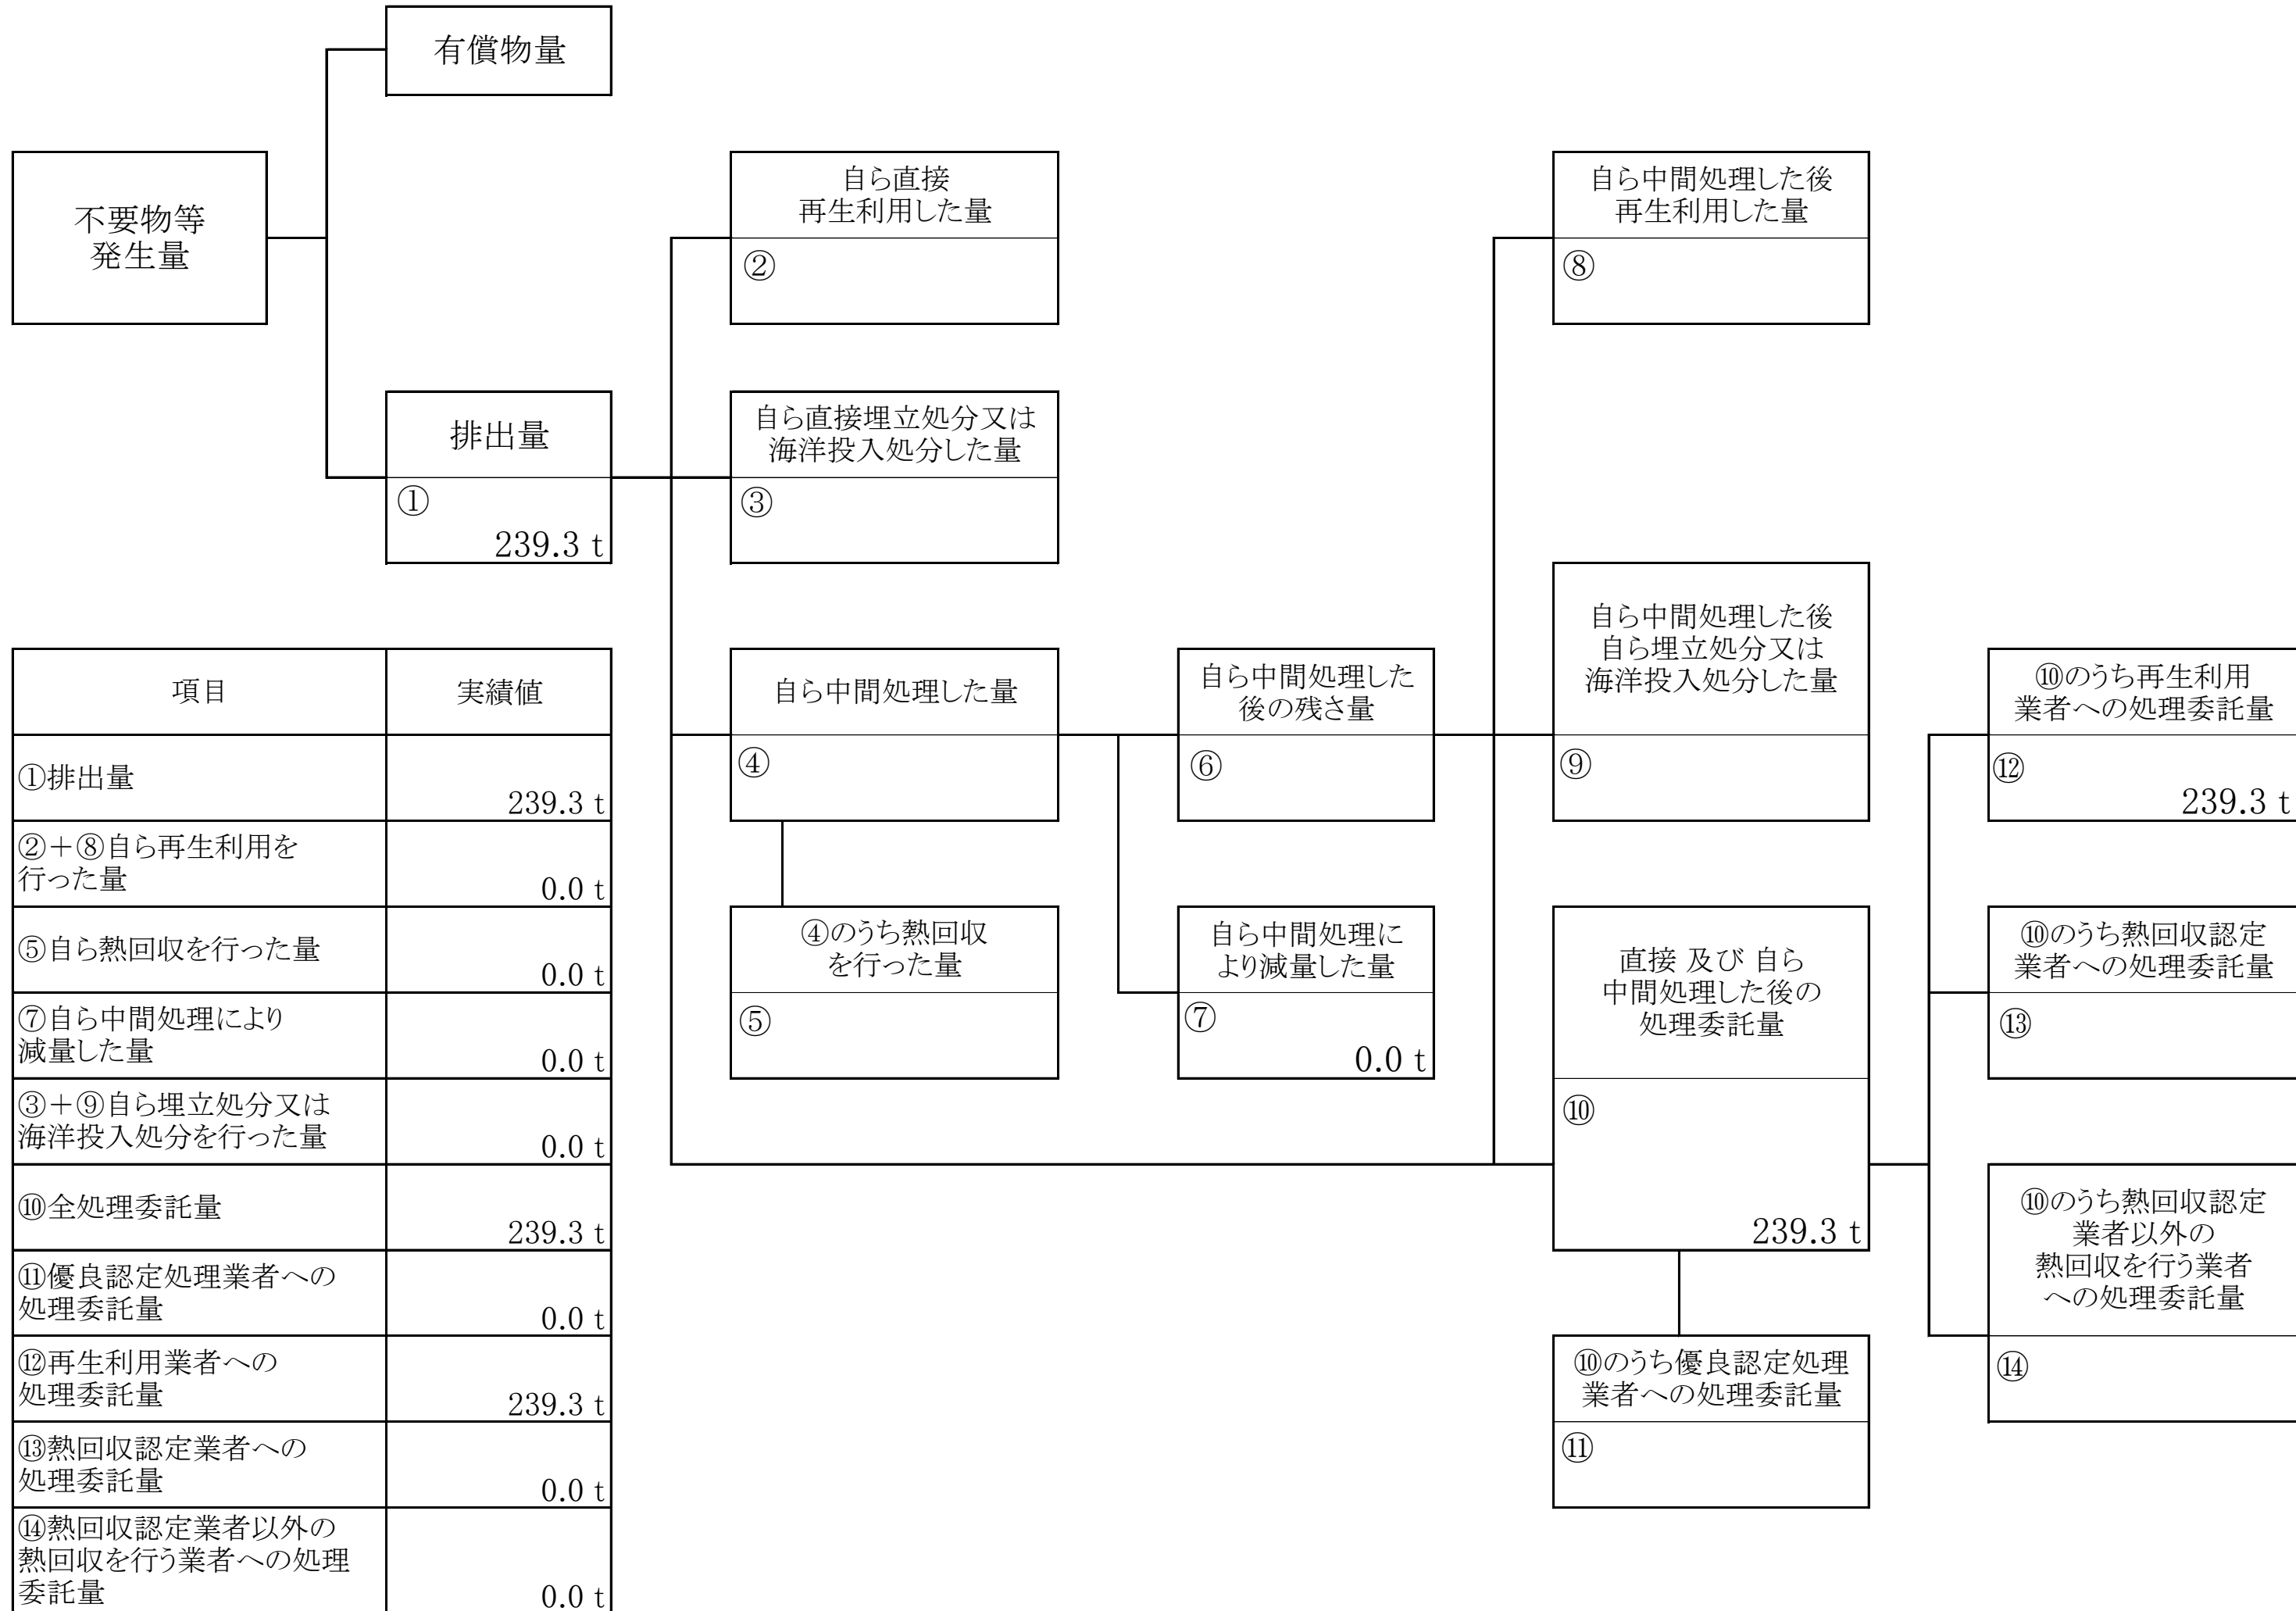 有償物量
不要物等
発生量
自ら直接
再生利用した量
②
自ら中間処理した後
再生利用した量
⑧
排出量
①
239.3 t
自ら直接埋立処分又は
海洋投入処分した量
③
自ら中間処理した量
④
自ら中間処理した
後の残さ量
⑥
自ら中間処理した後
自ら埋立処分又は
海洋投入処分した量
⑨
⑩のうち再生利用
業者への処理委託量
⑫
239.3 t
④のうち熱回収
を行った量
⑤
自ら中間処理に
より減量した量
⑦
0.0 t
直接 及び 自ら
中間処理した後の
処理委託量
⑩
239.3 t
⑩のうち熱回収認定
業者への処理委託量
⑬
⑩のうち熱回収認定
業者以外の
熱回収を行う業者
への処理委託量
⑭
⑩のうち優良認定処理
業者への処理委託量
⑪
項目 実績値
①排出量
239.3 t
②+⑧自ら再生利用を
行った量
0.0 t
⑤自ら熱回収を行った量
0.0 t
⑦自ら中間処理により
減量した量
0.0 t
③+⑨自ら埋立処分又は
海洋投入処分を行った量
0.0 t
⑩全処理委託量
239.3 t
⑪優良認定処理業者への
処理委託量
0.0 t
⑫再生利用業者への
処理委託量
239.3 t
⑬熱回収認定業者への
処理委託量
0.0 t
⑭熱回収認定業者以外の
熱回収を行う業者への処理
委託量
0.0 t